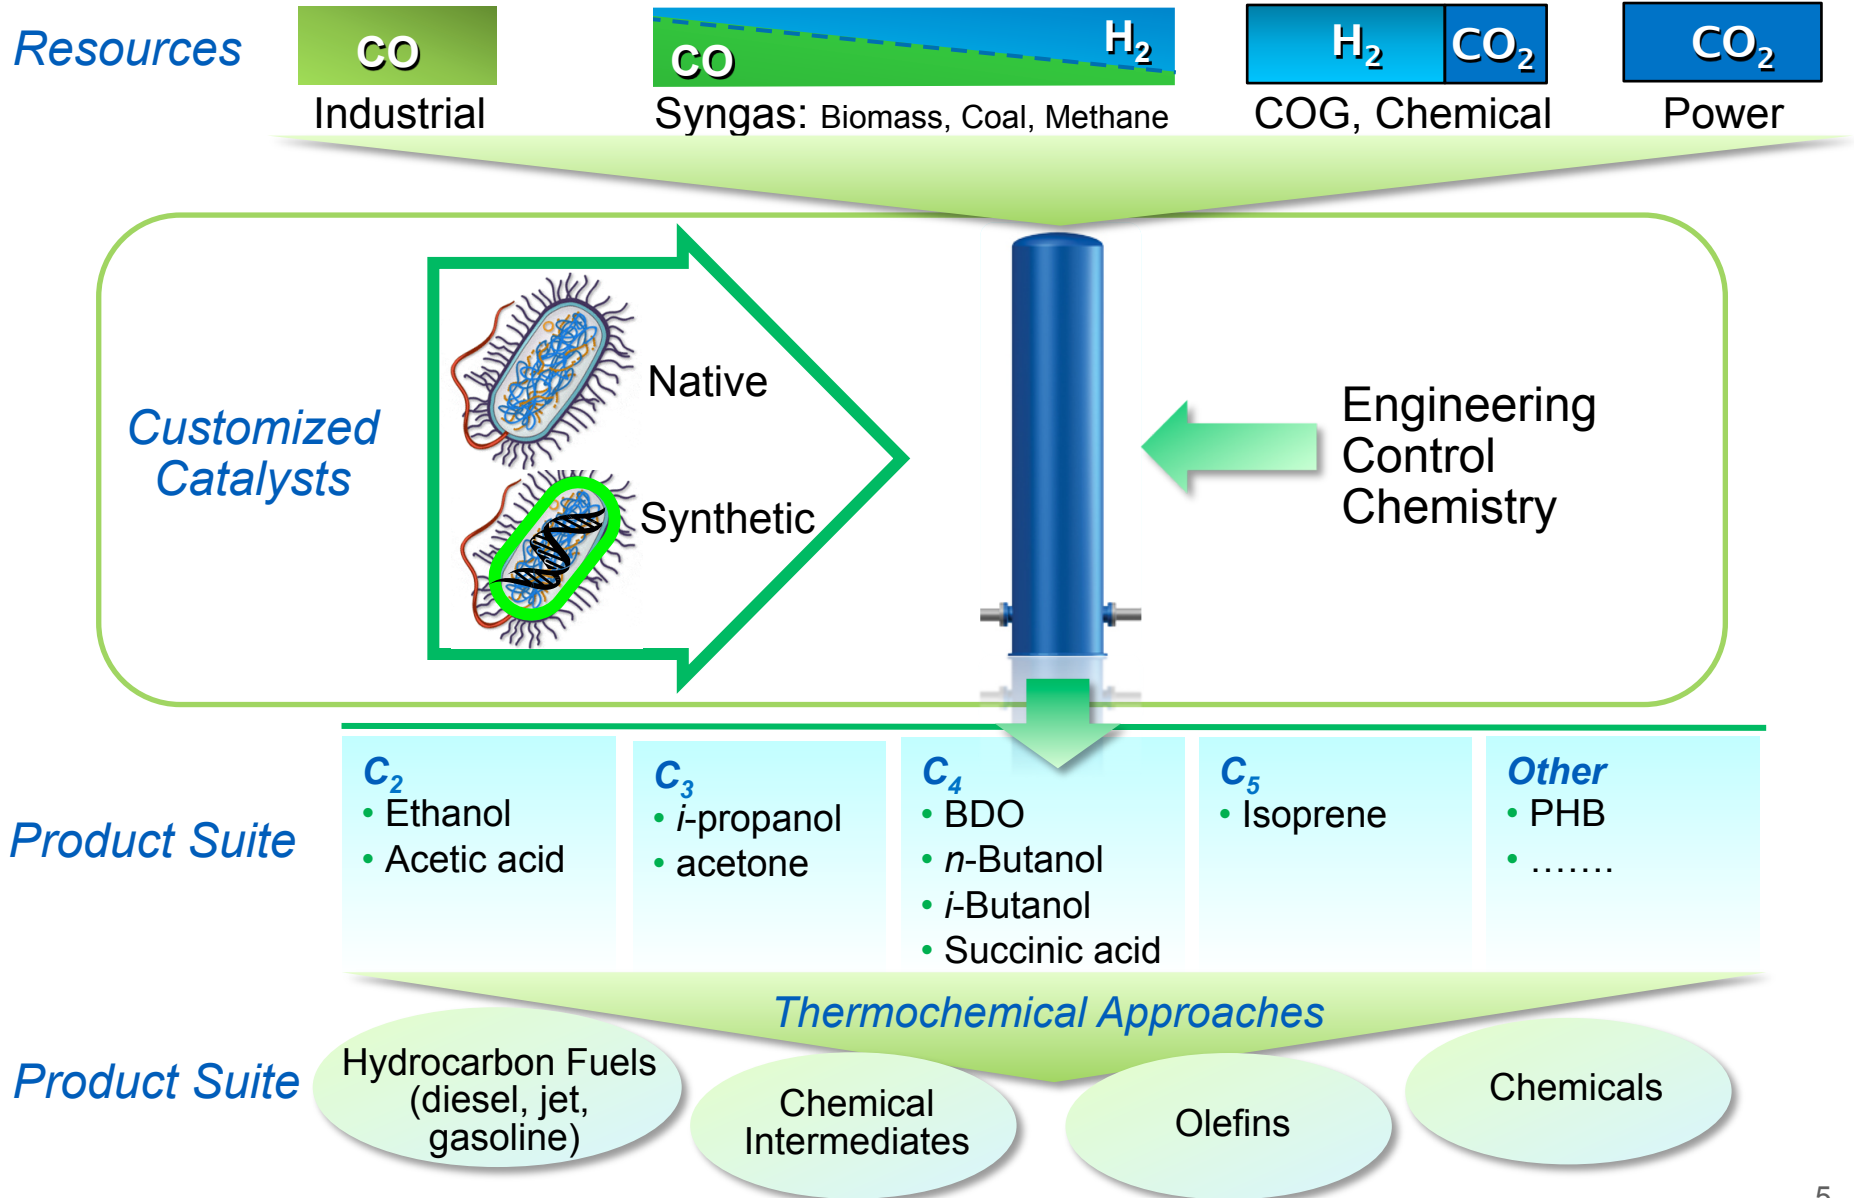 Resources
CO
CO H₂
H₂ CO₂
CO₂
Industrial
Syngas: Biomass, Coal, Methane
COG, Chemical
Power
Customized
Catalysts
Native
Synthetic
Engineering
Control
Chemistry
Product Suite
C₂
• Ethanol
• Acetic acid
C₃
• i-propanol
• acetone
C₄
• BDO
• n-Butanol
• i-Butanol
• Succinic acid
C₅
• Isoprene
Other
• PHB
• …….
Thermochemical Approaches
Product Suite
Hydrocarbon Fuels
(diesel, jet,
gasoline)
Chemical
Intermediates
Olefins
Chemicals
5